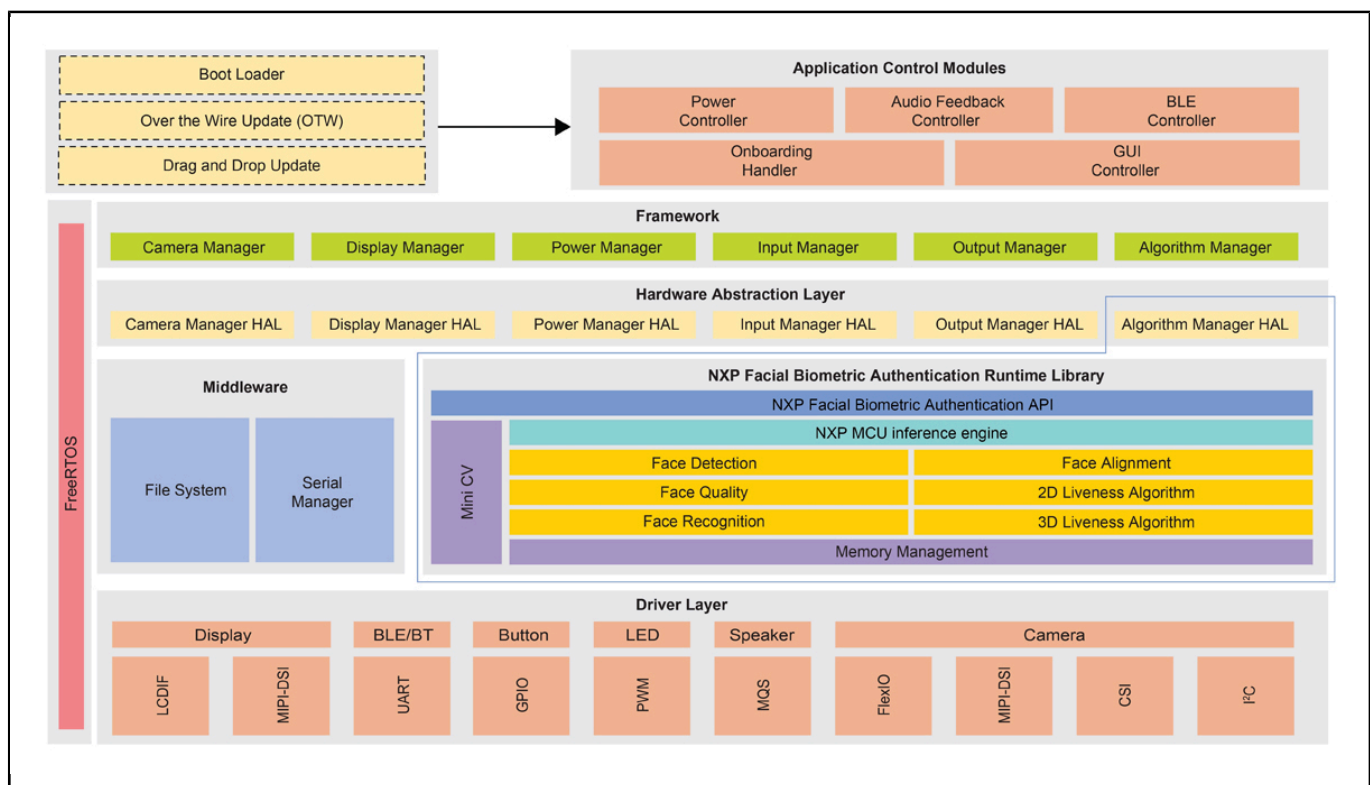 Boot Loader
Over the Wire Update (OTW)
Drag and Drop Update
Application Control Modules
Power
Controller
Audio Feedback
Controller
BLE
Controller
Onboarding
Handler
GUI
Controller
FreeRTOS
Framework
Camera Manager
Display Manager
Power Manager
Input Manager
Output Manager
Algorithm Manager
Hardware Abstraction Layer
Camera Manager HAL
Display Manager HAL
Power Manager HAL
Input Manager HAL
Output Manager HAL
Algorithm Manager HAL
Middleware
File System
Serial
Manager
NXP Facial Biometric Authentication Runtime Library
NXP Facial Biometric Authentication API
Mini CV
NXP MCU inference engine
Face Detection
Face Alignment
Face Quality
2D Liveness Algorithm
Face Recognition
3D Liveness Algorithm
Memory Management
Driver Layer
Display
BLE/BT
Button
LED
Speaker
Camera
LCDIF
MIPI-DSI
UART
GPIO
PWM
MQS
FlexIO
MIPI-DSI
CSI
I²C